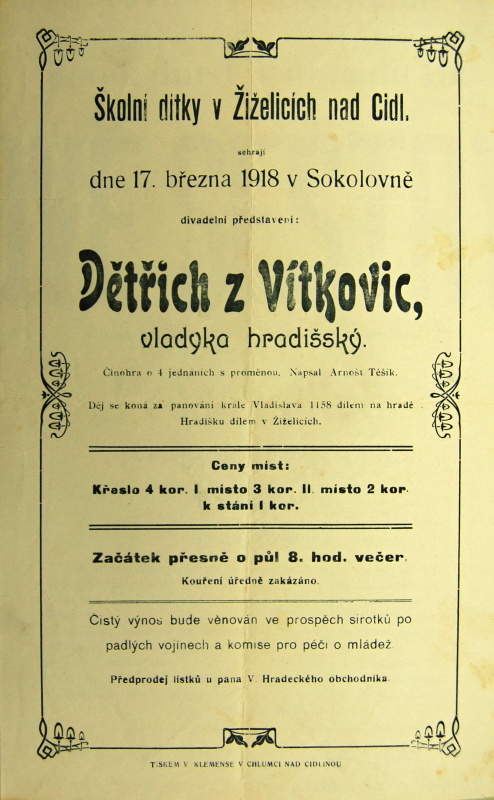 Školní dítky v Žiželicích nad Cidl.
sehrají
dne 17. března 1918 v Sokolovně
divadelní představení:
Dětřich z Vítkovic,
vladyka hradišský.
Činohra o 4 jednáních s proměnou. Napsal Arnošt Těšík.
Děj se koná za panování krále Vladislava 1158 dílem na hradě
Hradišku dílem v Žiželicích.
Ceny míst:
Křeslo 4 kor. I. místo 3 kor. II. místo 2 kor.
k stání 1 kor.
Začátek přesně o půl 8. hod. večer.
Kouření úředně zakázáno.
Čistý výnos bude věnován ve prospěch sirotků po
padlých vojínech a komise pro péči o mládež.
Předprodej lístků u pana V. Hradeckého obchodníka.
TISKEM V. KLEMENSE V CHLUMCI NAD CIDLINOU